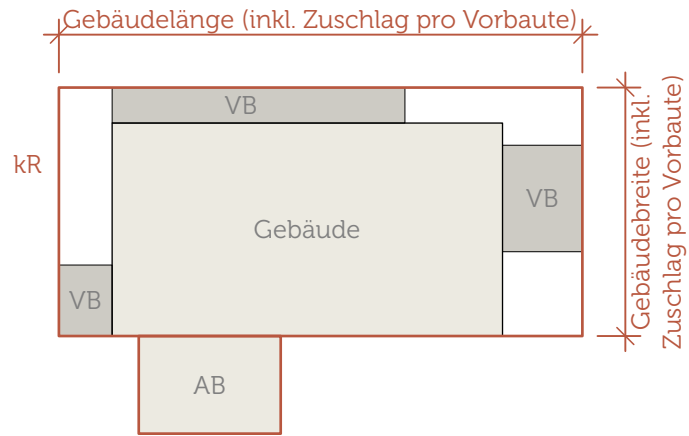 Gebäudelänge (inkl. Zuschlag pro Vorbaute)
VB
kR
VB
Gebäude
VB
AB
Gebäudebreite (inkl.
Zuschlag pro Vorbaute)